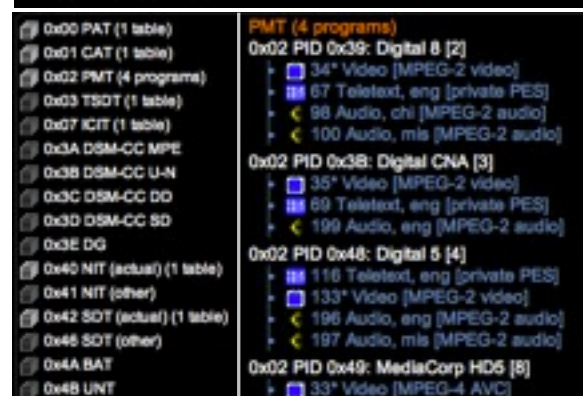 0x00 PAT (1 table)
0x01 CAT (1 table)
0x02 PMT (4 programs)
0x03 TSDT (1 table)
0x07 ICIT (1 table)
0x3A DSM-CC MPE
0x3B DSM-CC U-N
0x3C DSM-CC DD
0x3D DSM-CC SD
0x3E DG
0x40 NIT (actual) (1 table)
0x41 NIT (other)
0x42 SDT (actual) (1 table)
0x46 SDT (other)
0x4A BAT
0x4B UNT
PMT (4 programs)
0x02 PID 0x39: Digital 8 [2]
34* Video [MPEG-2 video]
67 Teletext, eng [private PES]
98 Audio, chi [MPEG-2 audio]
100 Audio, mis [MPEG-2 audio]
0x02 PID 0x3B: Digital CNA [3]
35* Video [MPEG-2 video]
69 Teletext, eng [private PES]
199 Audio, eng [MPEG-2 audio]
0x02 PID 0x48: Digital 5 [4]
116 Teletext, eng [private PES]
133* Video [MPEG-2 video]
196 Audio, eng [MPEG-2 audio]
197 Audio, mis [MPEG-2 audio]
0x02 PID 0x49: MediaCorp HD5 [8]
33* Video [MPEG-4 AVC]